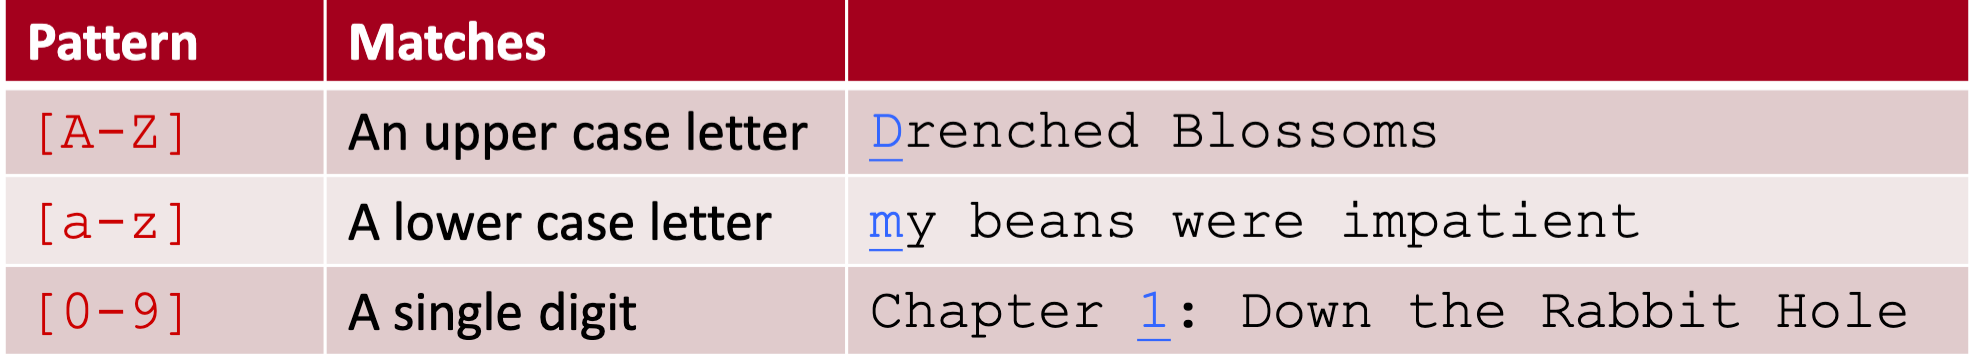 Pattern Matches
[A-Z] An upper case letter Drenched Blossoms
[a-z] A lower case letter my beans were impatient
[0-9] A single digit Chapter 1: Down the Rabbit Hole